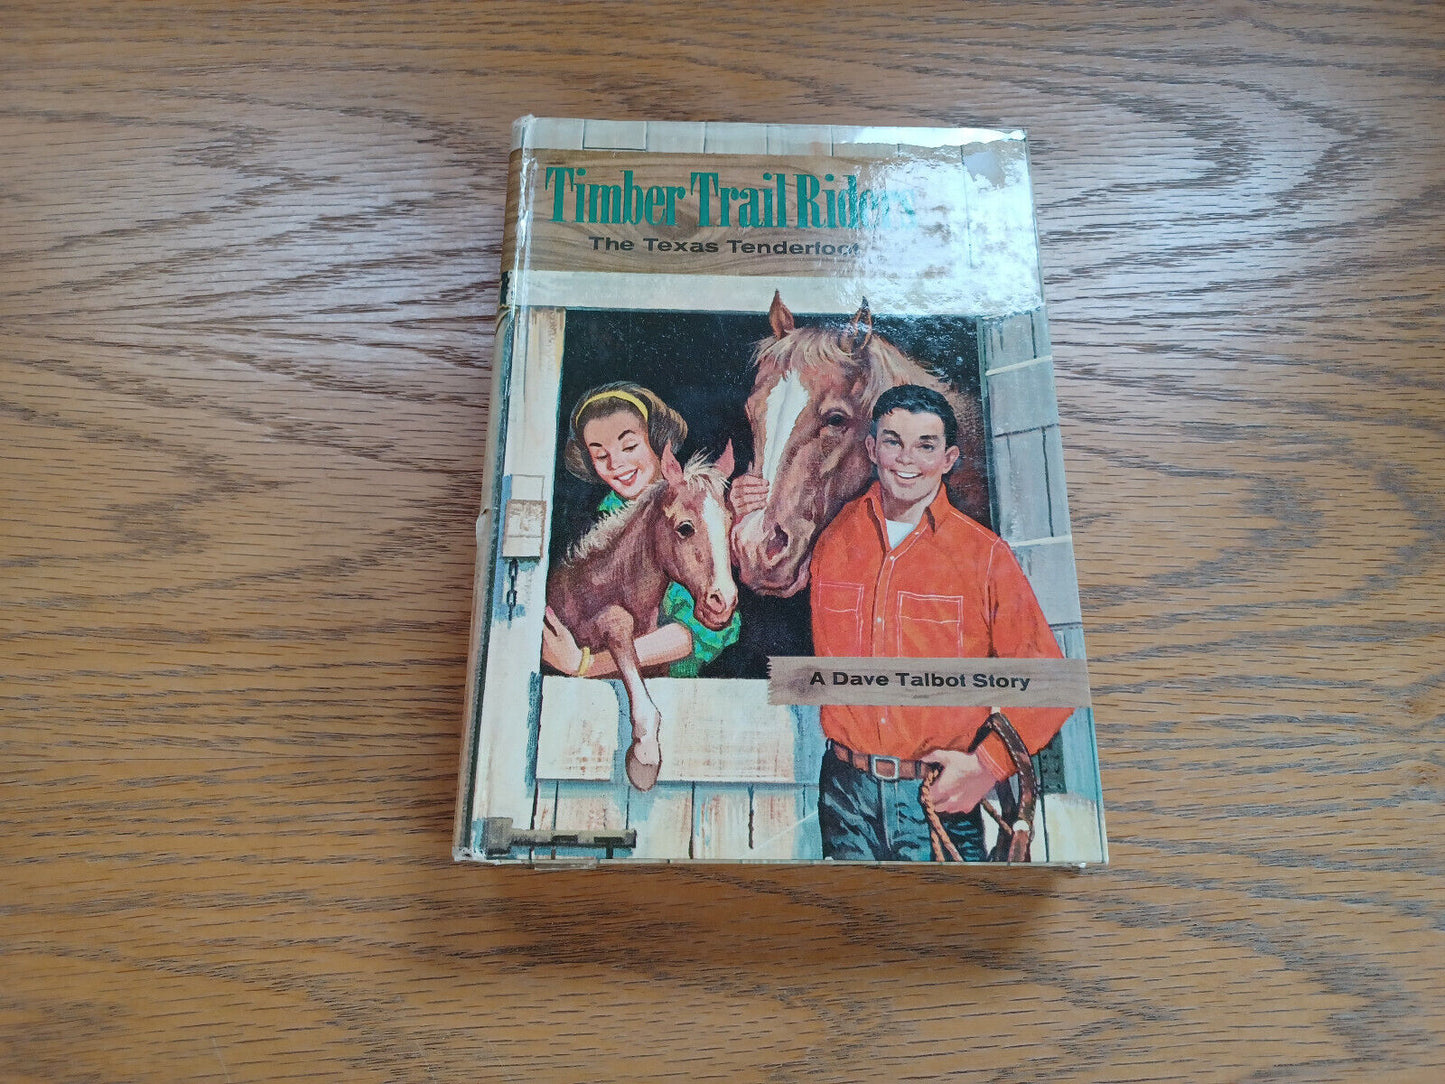 Timber Trail Riders
The Texas Tenderfoot
A Dave Talbot Story